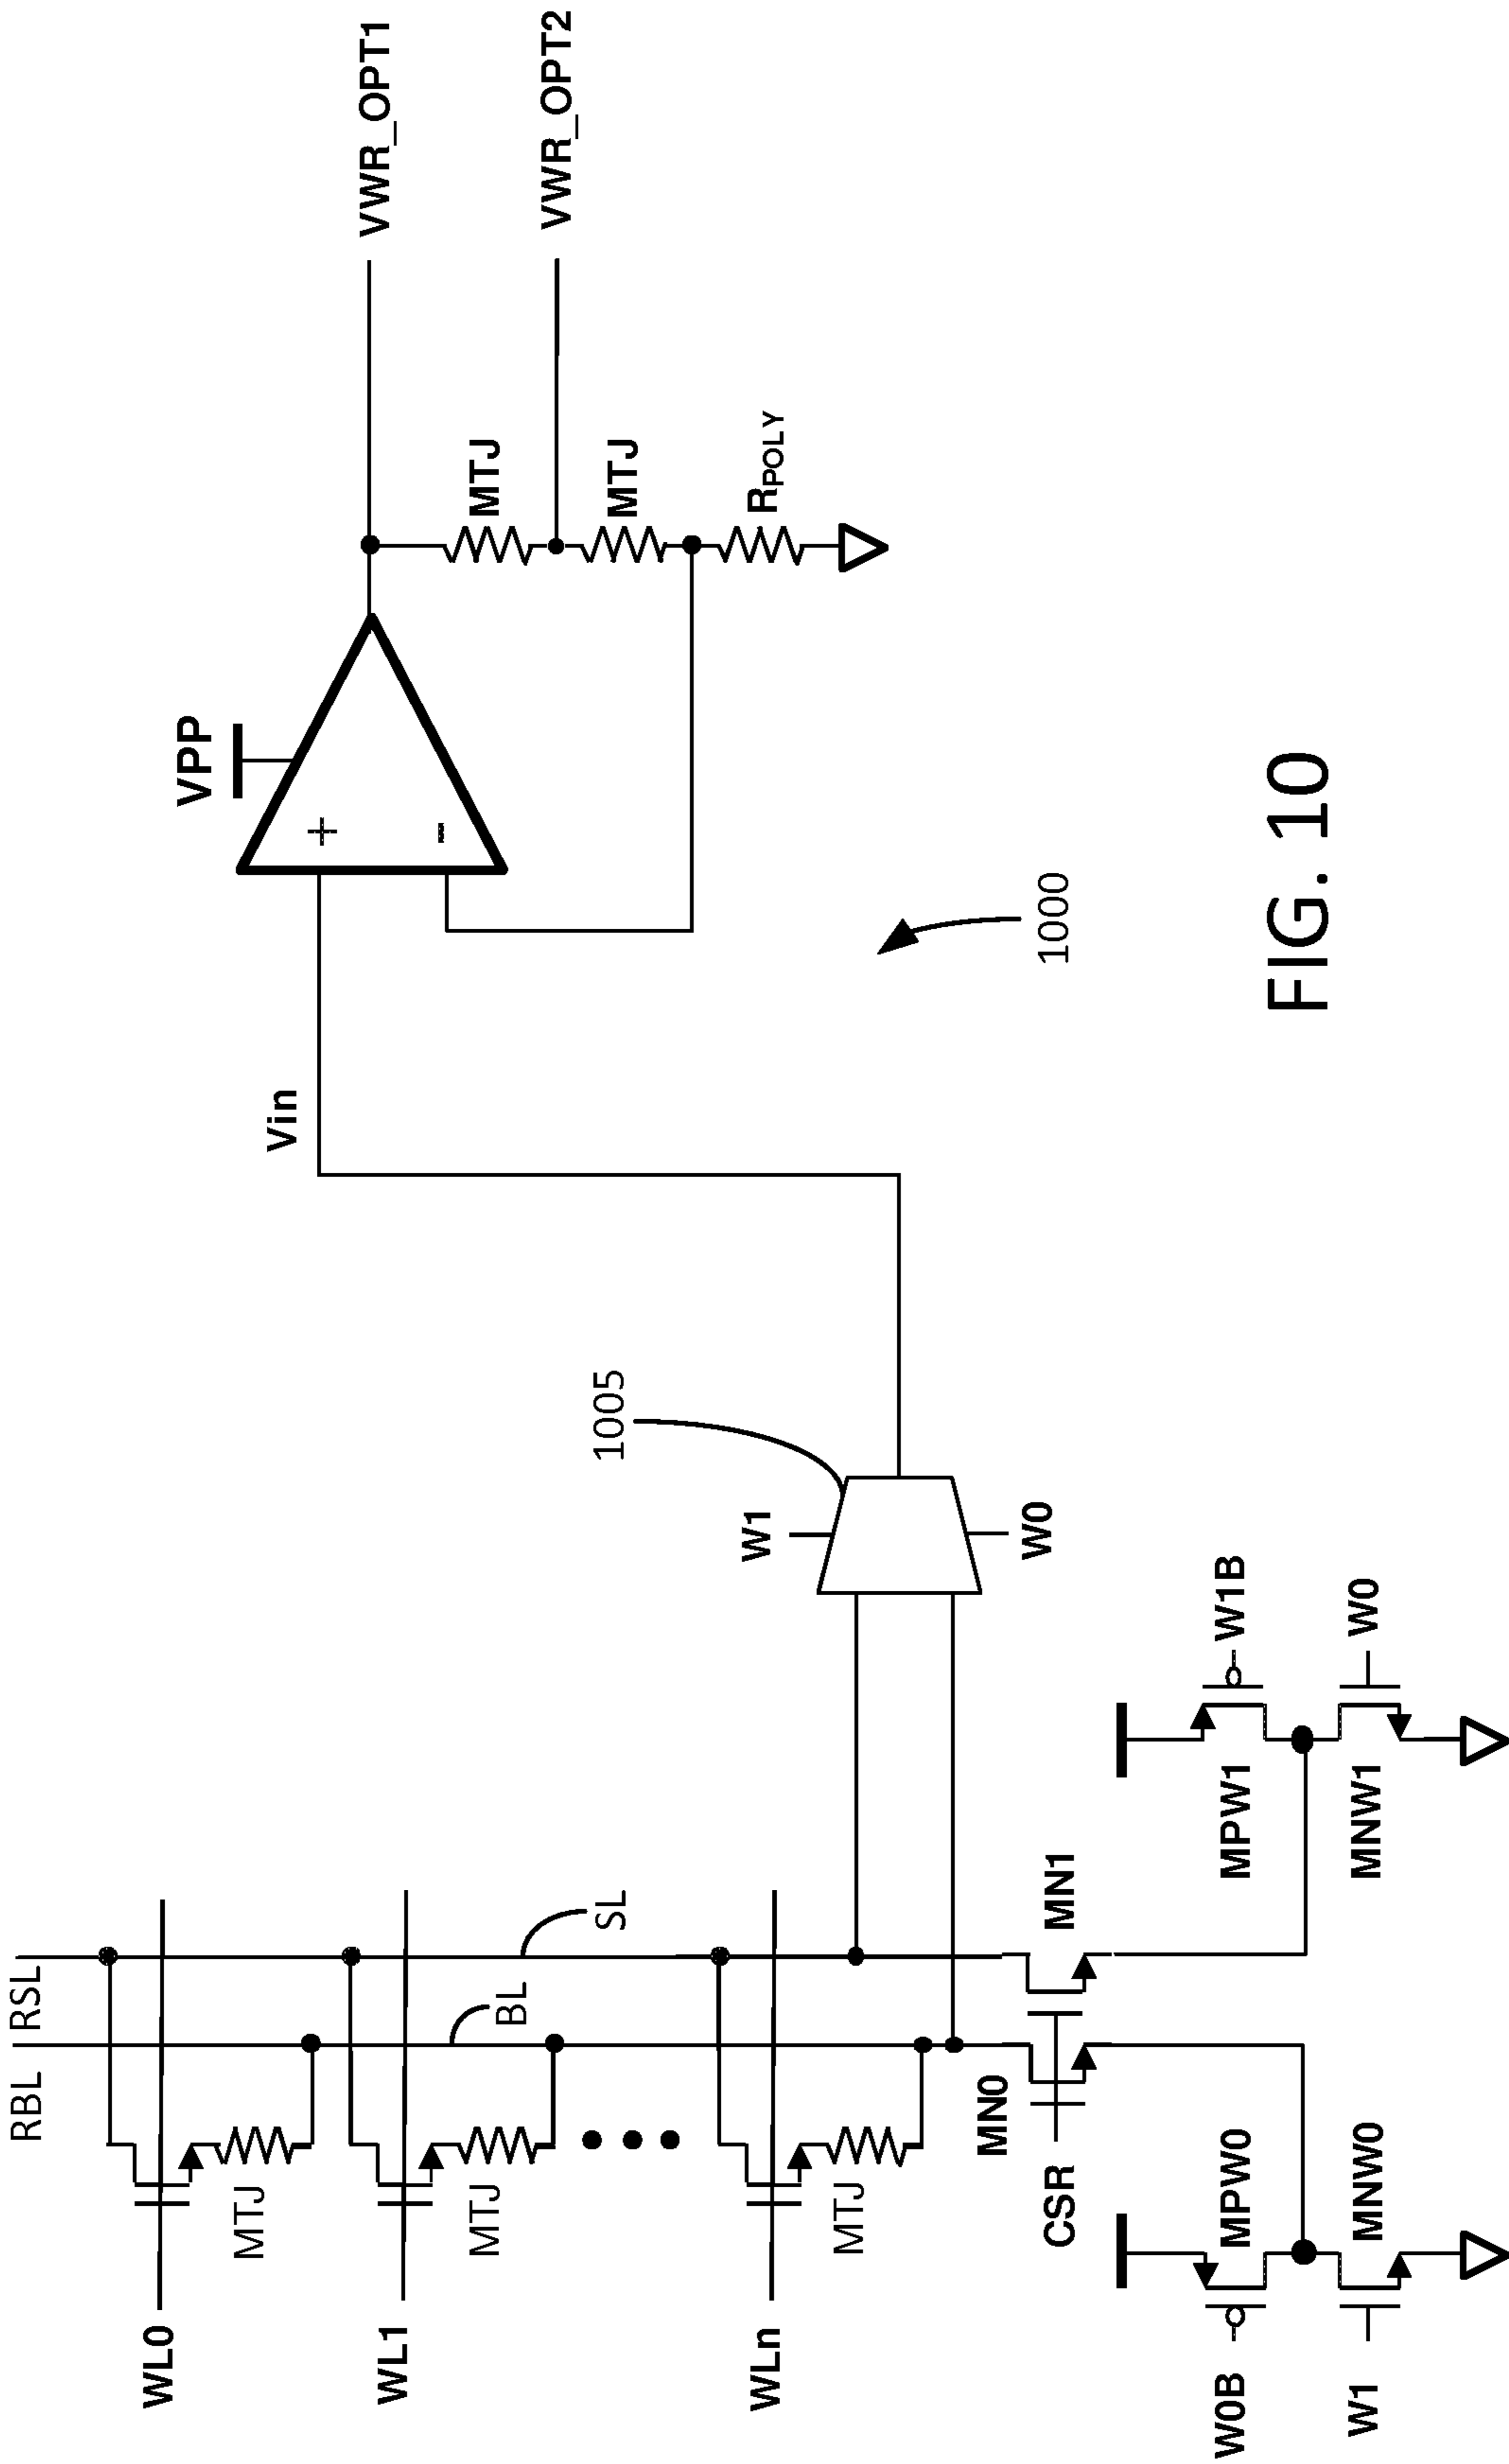 RBL
RSL
WL0
MTJ
WL1
MTJ
BL
SL
WLn
MTJ
MN0
MN1
CSR
W0B
MPW0
W1
MNW0
MPW1
W1B
MNW1
W0
W1
W0
1005
Vin
VPP
+
-
VWR_OPT1
MTJ
VWR_OPT2
MTJ
RPOLY
1000
FIG. 10